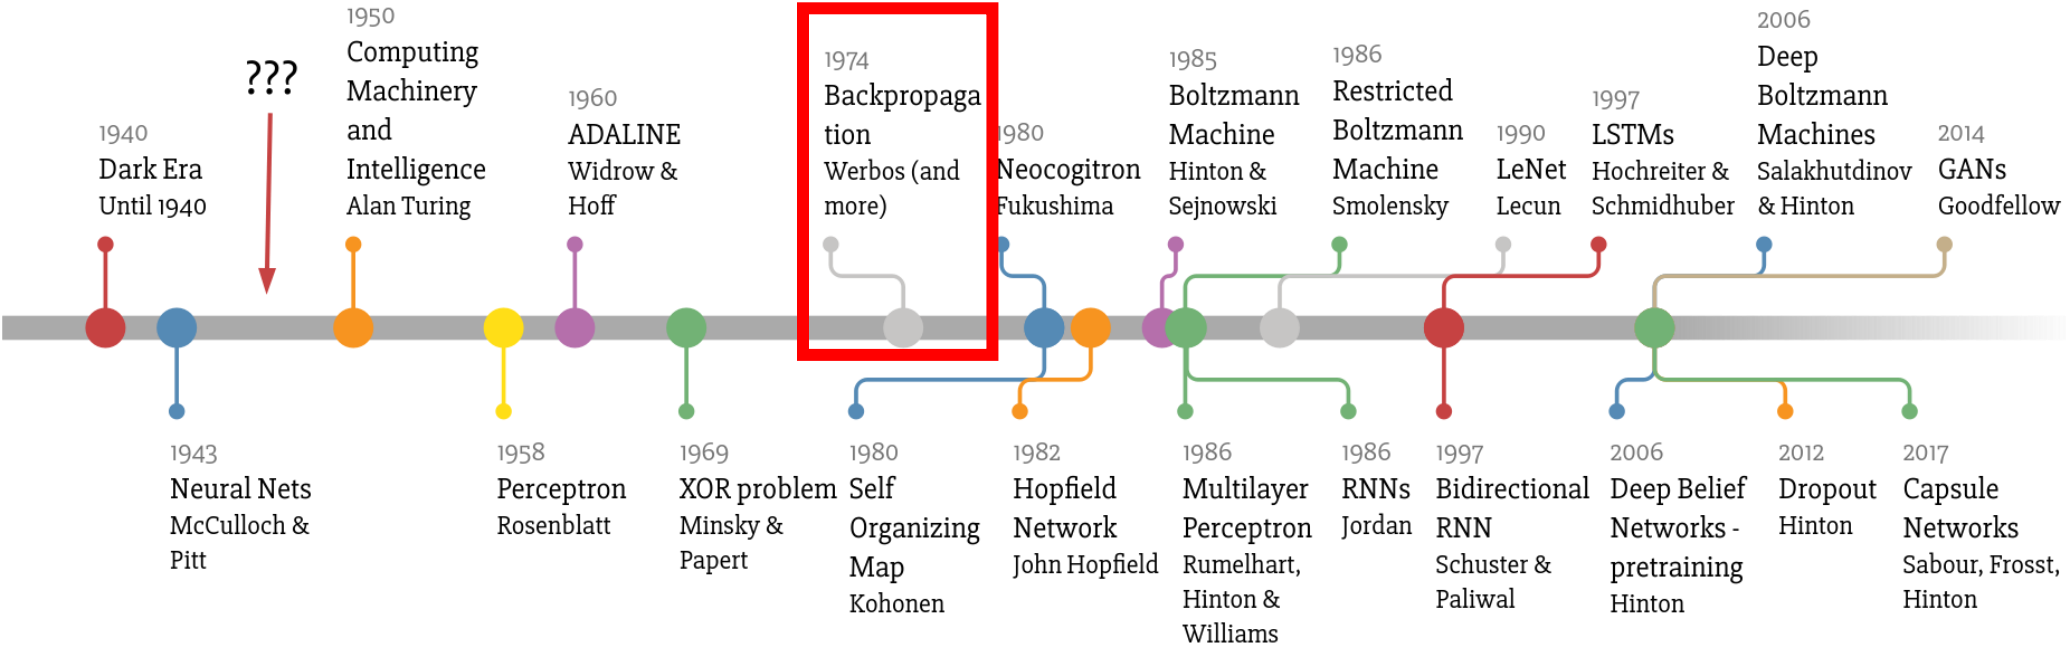 ???
1940
Dark Era
Until 1940
1950
Computing
Machinery
and
Intelligence
Alan Turing
1960
ADALINE
Widrow &
Hoff
1974
Backpropaga
tion
Werbos (and
more)
1980
Neocogitron
Fukushima
1985
Boltzmann
Machine
Hinton &
Sejnowski
1986
Restricted
Boltzmann
Machine
Smolensky
1990
LeNet
Lecun
1997
LSTMs
Hochreiter &
Schmidhuber
2006
Deep
Boltzmann
Machines
Salakhutdinov
& Hinton
2014
GANs
Goodfellow
1943
Neural Nets
McCulloch &
Pitt
1958
Perceptron
Rosenblatt
1969
XOR problem
Minsky &
Papert
1980
Self
Organizing
Map
Kohonen
1982
Hopfield
Network
John Hopfield
1986
Multilayer
Perceptron
Rumelhart,
Hinton &
Williams
1986
RNNs
Jordan
1997
Bidirectional
RNN
Schuster &
Paliwal
2006
Deep Belief
Networks -
pretraining
Hinton
2012
Dropout
Hinton
2017
Capsule
Networks
Sabour, Frosst,
Hinton